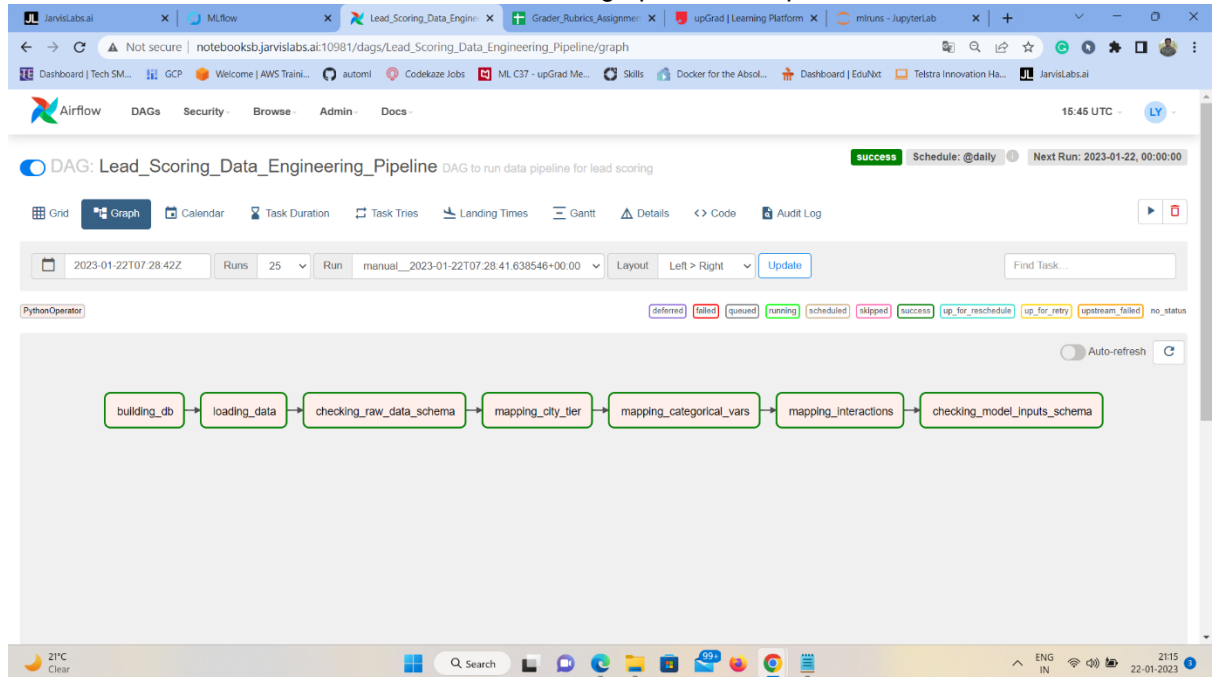 JarvisLabs.ai MLflow Lead_Scoring_Data_Engine Grader_Rubrics_Assignmen upGrad | Learning Platform mlruns - JupyterLab
Not secure notebooksb.jarvislabs.ai:10981/dags/Lead_Scoring_Data_Engineering_Pipeline/graph
Dashboard | Tech SM... GCP Welcome | AWS Traini... automl Codekaze Jobs ML C37 - upGrad Me... Skills Docker for the Absol... Dashboard | EduNxt Telstra Innovation Ha... JarvisLabs.ai
Airflow DAGs Security Browse Admin Docs 15:45 UTC LY
DAG: Lead_Scoring_Data_Engineering_Pipeline DAG to run data pipeline for lead scoring success Schedule: @daily Next Run: 2023-01-22, 00:00:00
Grid Graph Calendar Task Duration Task Tries Landing Times Gantt Details <> Code Audit Log
2023-01-22T07:28:42Z Runs 25 Run manual__2023-01-22T07:28:41.638546+00:00 Layout Left > Right Update Find Task...
PythonOperator deferred failed queued running scheduled skipped success up_for_reschedule up_for_retry upstream_failed no_status
Auto-refresh
building_db loading_data checking_raw_data_schema mapping_city_tier mapping_categorical_vars mapping_interactions checking_model_inputs_schema
21°C Search 99+ ENG 21:15
Clear IN 22-01-2023 3